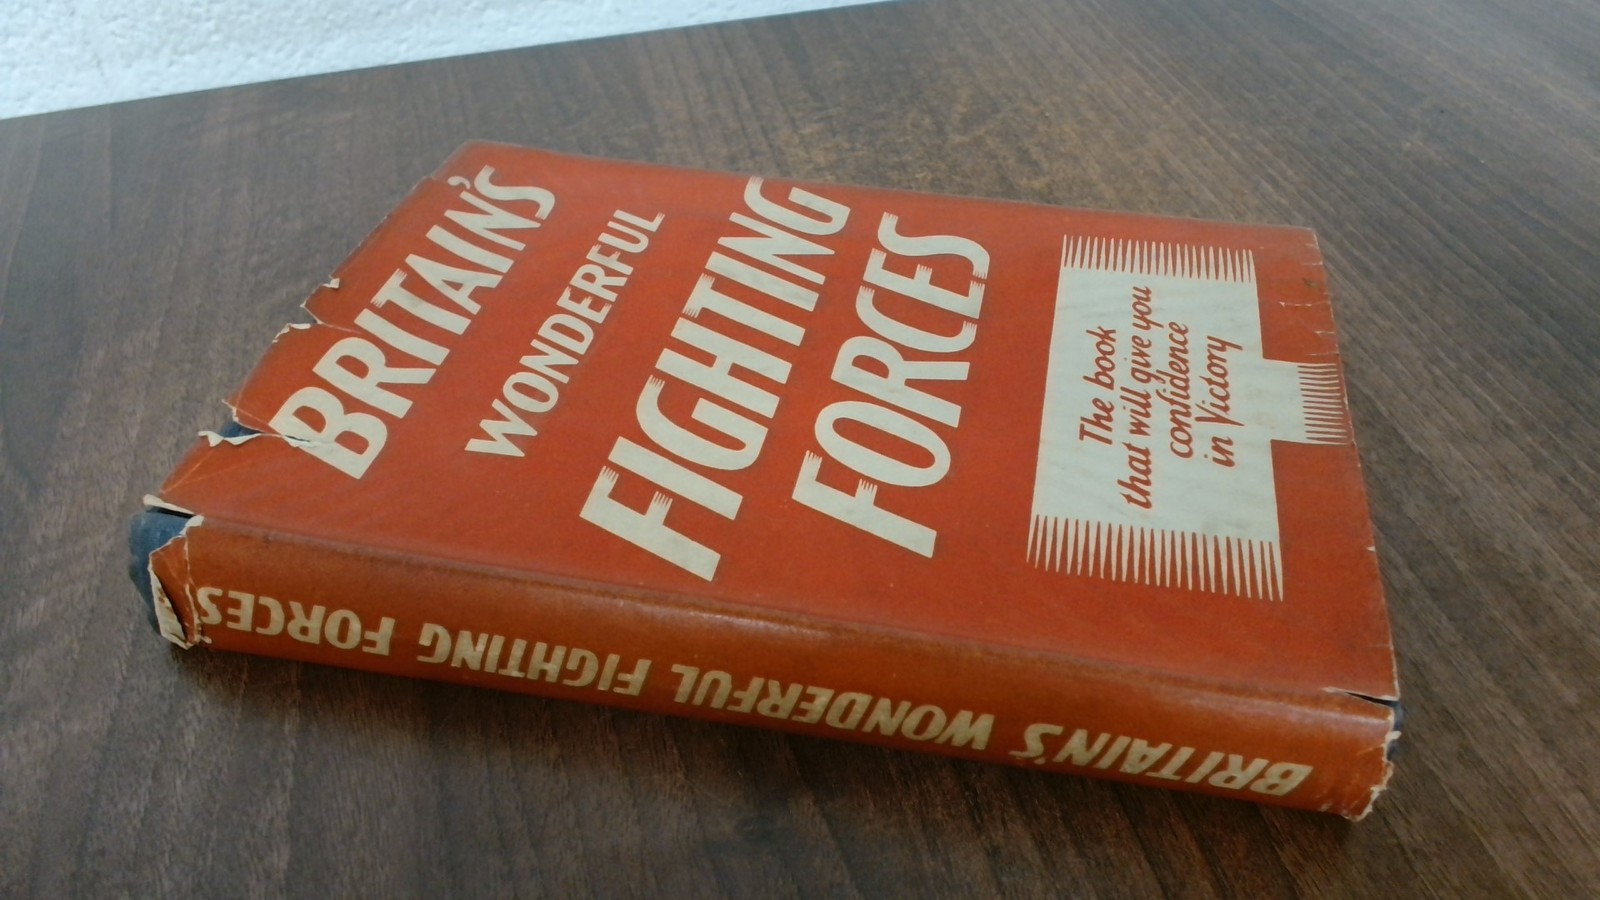 BRITAIN'S
WONDERFUL
FIGHTING
FORCES
The book
that will give you
confidence
in Victory
BRITAIN'S WONDERFUL FIGHTING FORCES